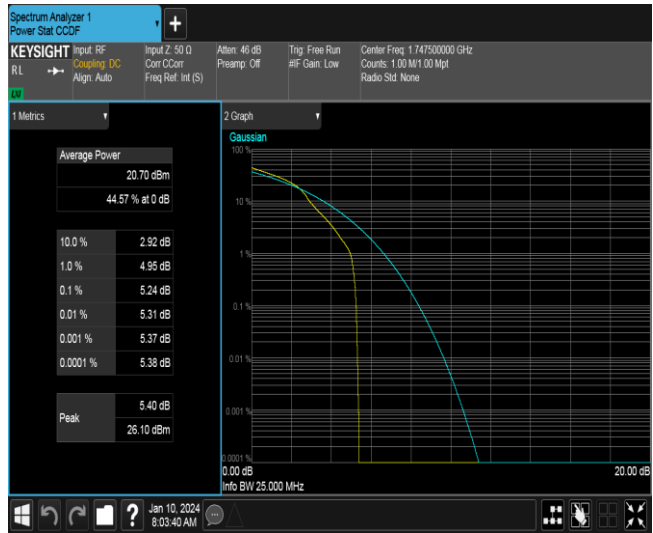 Spectrum Analyzer 1
Power Stat CCDF
+
KEYSIGHT
RL
LXI
Input: RF
Coupling: DC
Align: Auto
Input Z: 50 Ω
Corr CCorr
Freq Ref: Int (S)
Atten: 46 dB
Preamp: Off
Trig: Free Run
#IF Gain: Low
Center Freq: 1.747500000 GHz
Counts: 1.00 M/1.00 Mpt
Radio Std: None
1 Metrics
Average Power
20.70 dBm
44.57 % at 0 dB
10.0 % 2.92 dB
1.0 % 4.95 dB
0.1 % 5.24 dB
0.01 % 5.31 dB
0.001 % 5.37 dB
0.0001 % 5.38 dB
Peak
5.40 dB
26.10 dBm
2 Graph
Gaussian
100 %
10 %
1 %
0.1 %
0.01 %
0.001 %
0.0001 %
0.00 dB
20.00 dB
Info BW 25.000 MHz
?
Jan 10, 2024
8:03:40 AM